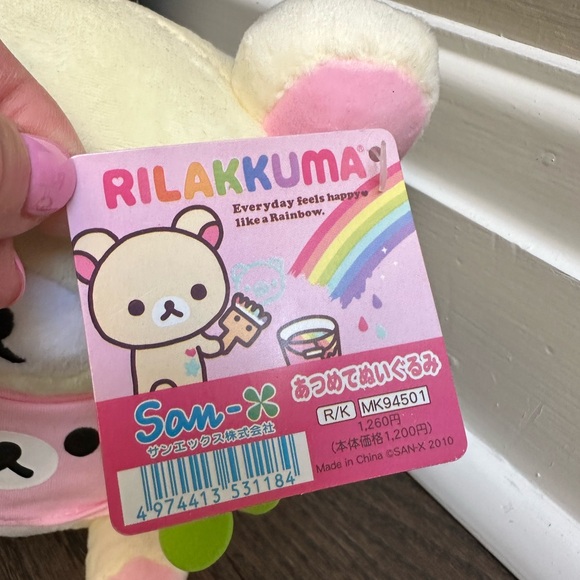 RILAKKUMA®
Everyday feels happy♥
like a Rainbow.
San-X
サンエックス株式会社
あつめてぬいぐるみ
R/K MK94501
1,260円
(本体価格1,200円)
Made in China ©SAN-X 2010
4 974413 531184